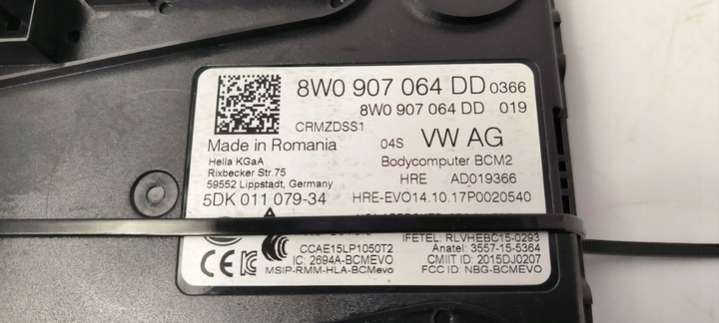 8W0 907 064 DD 0366
8W0 907 064 DD 019
CRMZDSS1
Made in Romania 04S VW AG
Hella KGaA Bodycomputer BCM2
Rixbecker Str.75 HRE AD019366
59552 Lippstadt, Germany
5DK 011 079-34 HRE-EVO14.10.17P0020540
IFETEL: RLVHEBC15-0293
CCAE15LP1050T2 Anatel: 3557-15-5364
IC: 2694A-BCMEVO CMIIT ID: 2015DJ0207
MSIP-RMM-HLA-BCMevo FCC ID: NBG-BCMEVO